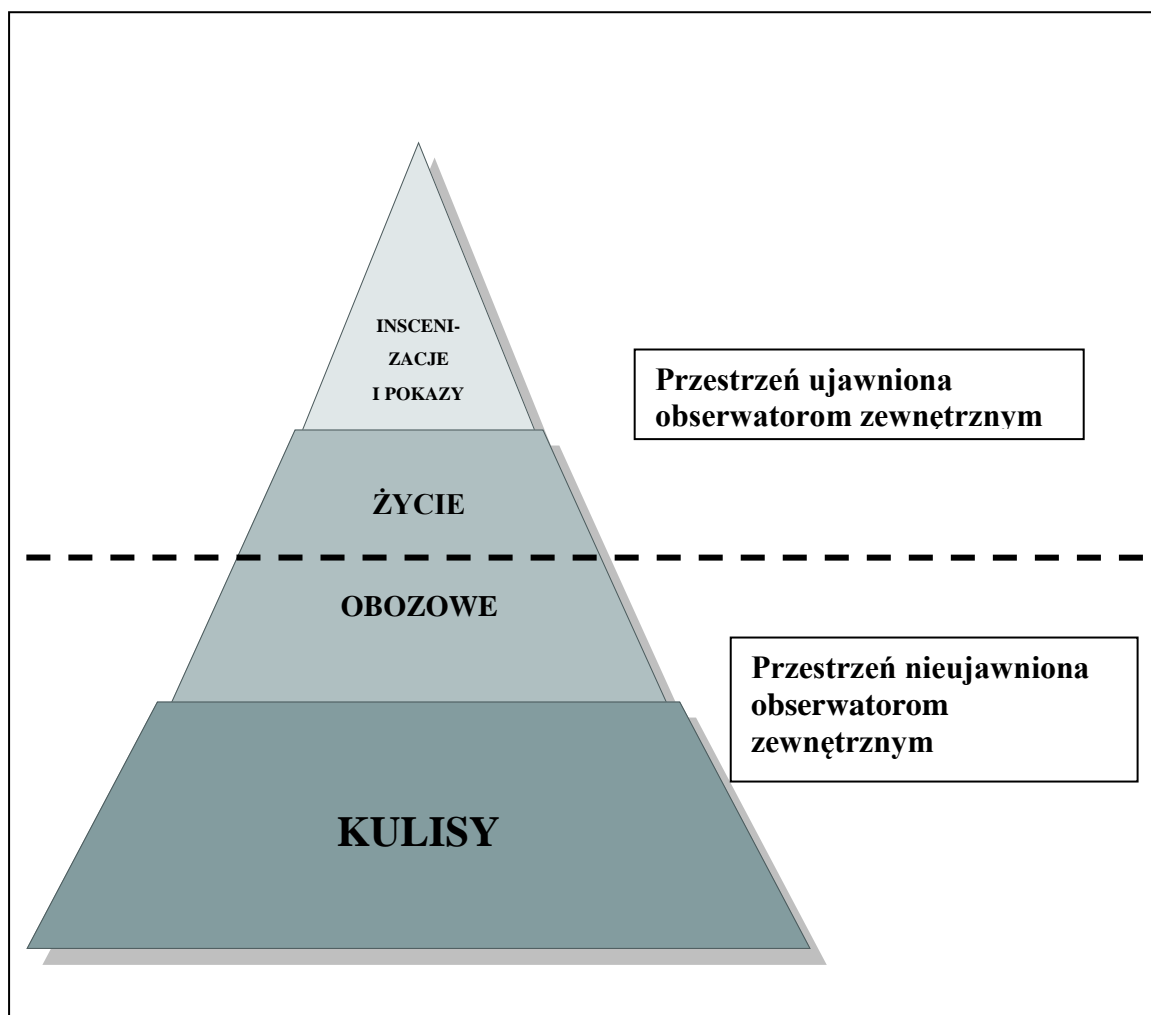 INSCENI-
ZACJE
I POKAZY
Przestrzeń ujawniona
obserwatorom zewnętrznym
ŻYCIE
OBOZOWE
Przestrzeń nieujawniona
obserwatorom
zewnętrznym
KULISY